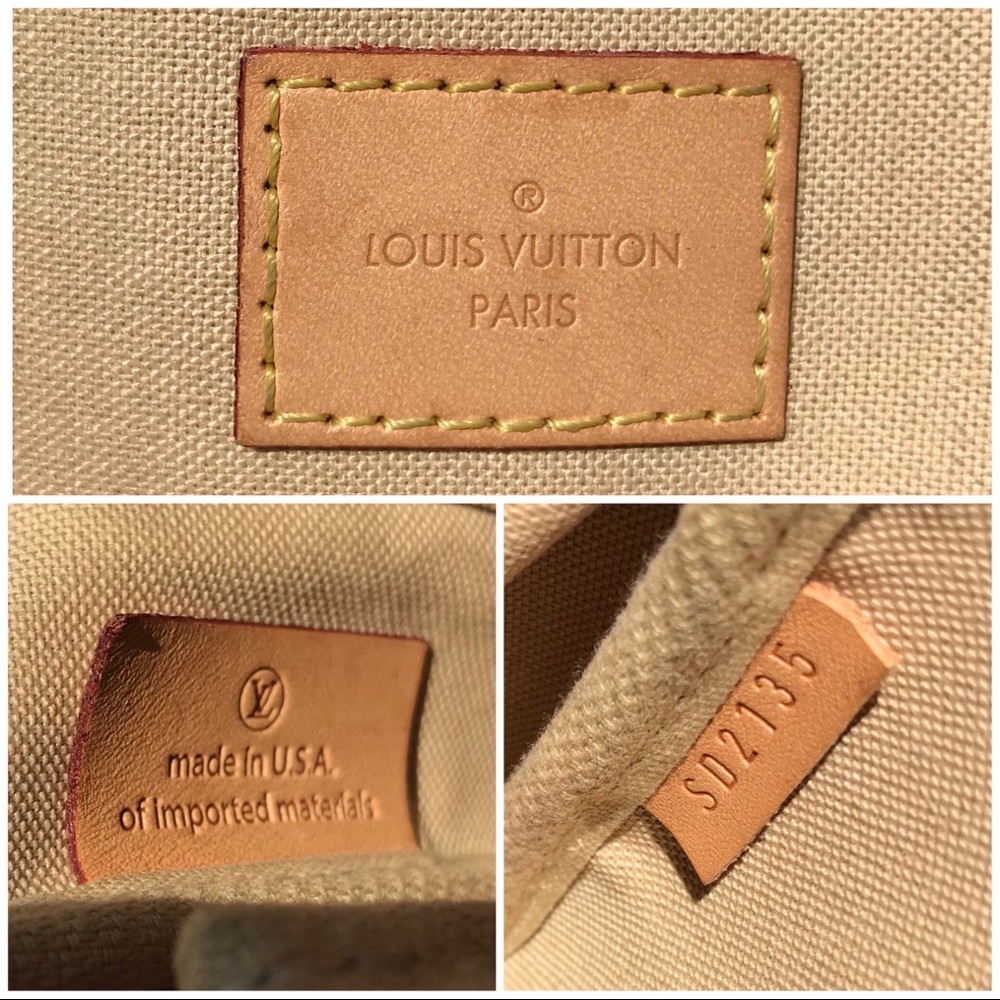 ®
LOUIS VUITTON
PARIS
LV
made in U.S.A.
of imported materials
SD2135